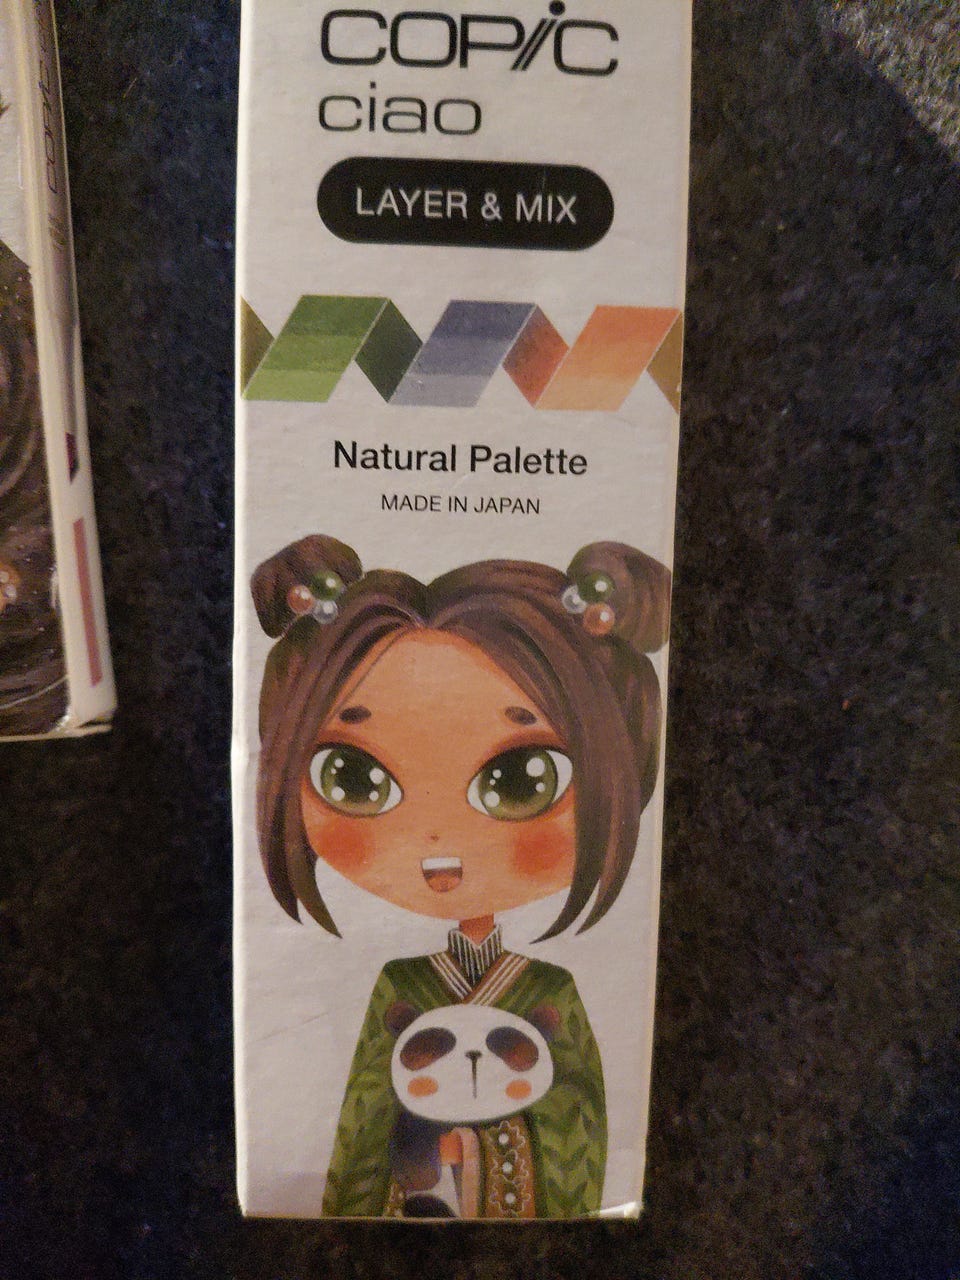 COPIC
ciao
LAYER & MIX
Natural Palette
MADE IN JAPAN